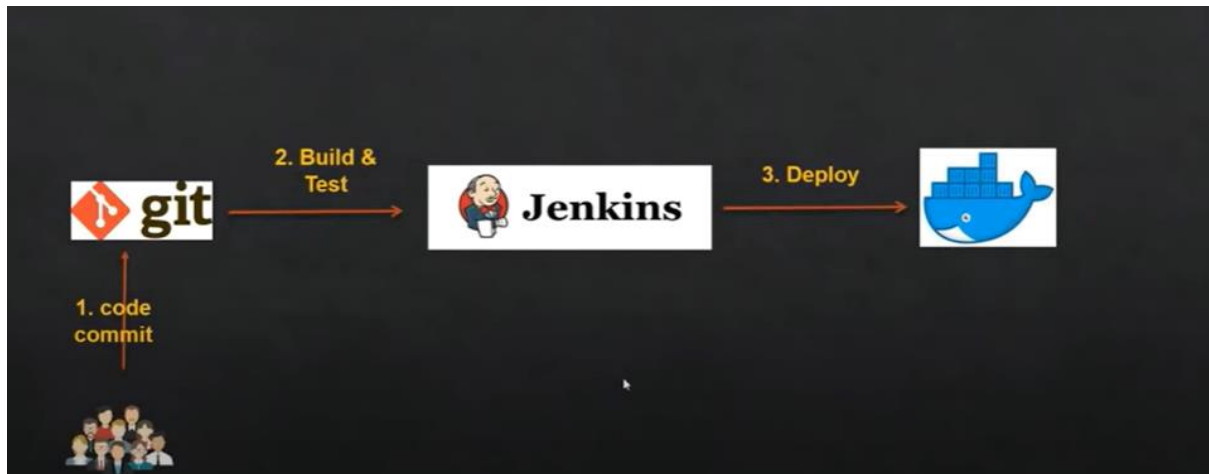 2. Build &
Test
3. Deploy
git
Jenkins
1. code
commit